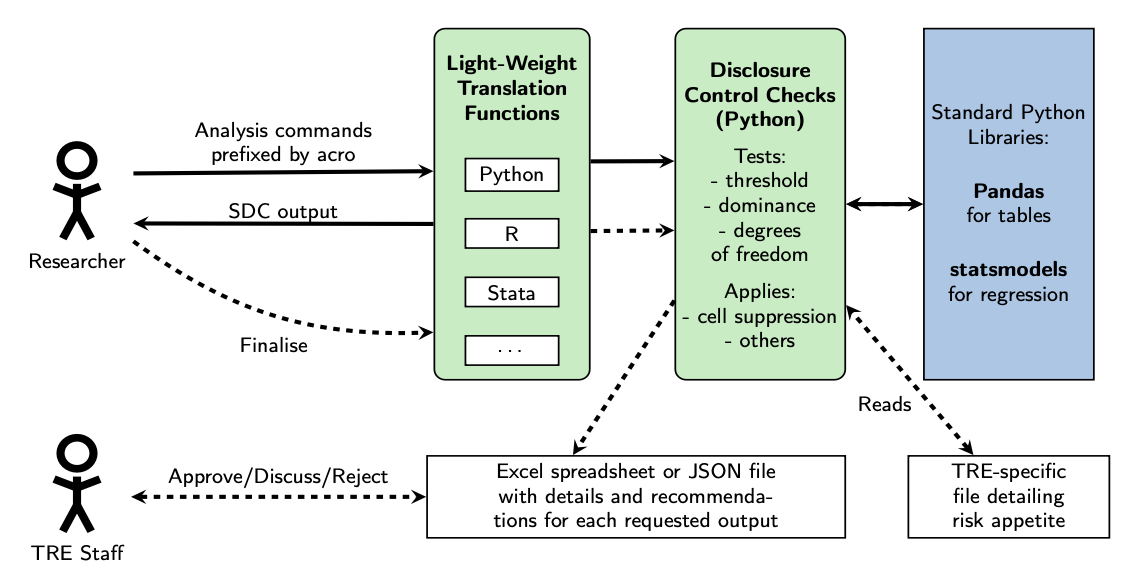 Analysis commands
prefixed by acro
SDC output
Researcher
Finalise
Light-Weight
Translation
Functions
Python
R
Stata
...
Disclosure
Control Checks
(Python)
Tests:
- threshold
- dominance
- degrees
of freedom
Applies:
- cell suppression
- others
Standard Python
Libraries:
Pandas
for tables
statsmodels
for regression
Reads
TRE Staff
Approve/Discuss/Reject
Excel spreadsheet or JSON file
with details and recommenda-
tions for each requested output
TRE-specific
file detailing
risk appetite